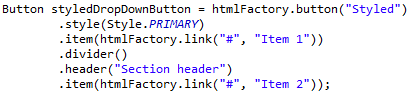 Button styledDropDownButton = htmlFactory.button("Styled")
.style(Style.PRIMARY)
.item(htmlFactory.link("#", "Item 1"))
.divider()
.header("Section header")
.item(htmlFactory.link("#", "Item 2"));